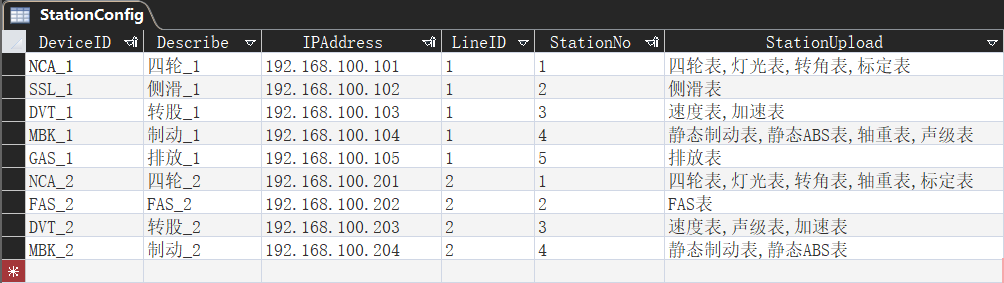 StationConfig
DeviceID Describe IPAddress LineID StationNo StationUpload
NCA_1 四轮_1 192.168.100.101 1 1 四轮表,灯光表,转角表,标定表
SSL_1 侧滑_1 192.168.100.102 1 2 侧滑表
DVT_1 转股_1 192.168.100.103 1 3 速度表,加速表
MBK_1 制动_1 192.168.100.104 1 4 静态制动表,静态ABS表,轴重表,声级表
GAS_1 排放_1 192.168.100.105 1 5 排放表
NCA_2 四轮_2 192.168.100.201 2 1 四轮表,灯光表,转角表,轴重表,标定表
FAS_2 FAS_2 192.168.100.202 2 2 FAS表
DVT_2 转股_2 192.168.100.203 2 3 速度表,声级表,加速表
MBK_2 制动_2 192.168.100.204 2 4 静态制动表,静态ABS表